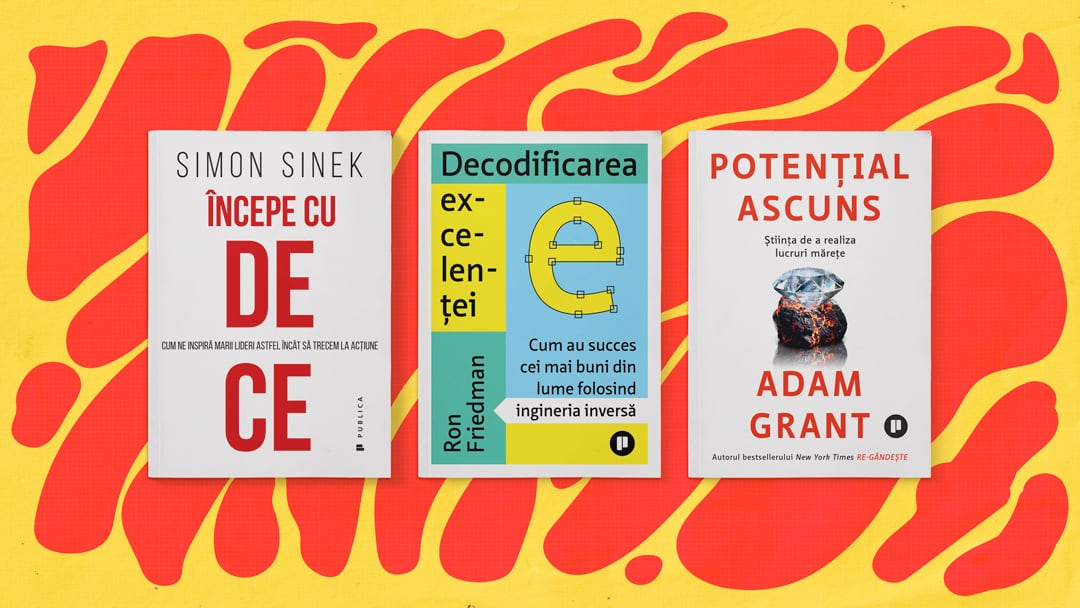 SIMON SINEK
ÎNCEPE CU
DE
CUM NE INSPIRĂ MARII LIDERI ASTFEL ÎNCÂT SĂ TRECEM LA ACȚIUNE
CE
PUBLICA
Decodificarea
ex-
ce-
len-
ței
e
Cum au succes
cei mai buni din
lume folosind
ingineria inversă
Ron
Friedman
POTENȚIAL
ASCUNS
Știința de a realiza
lucruri mărețe
ADAM
GRANT
Autorul bestsellerului New York Times RE-GÂNDEȘTE